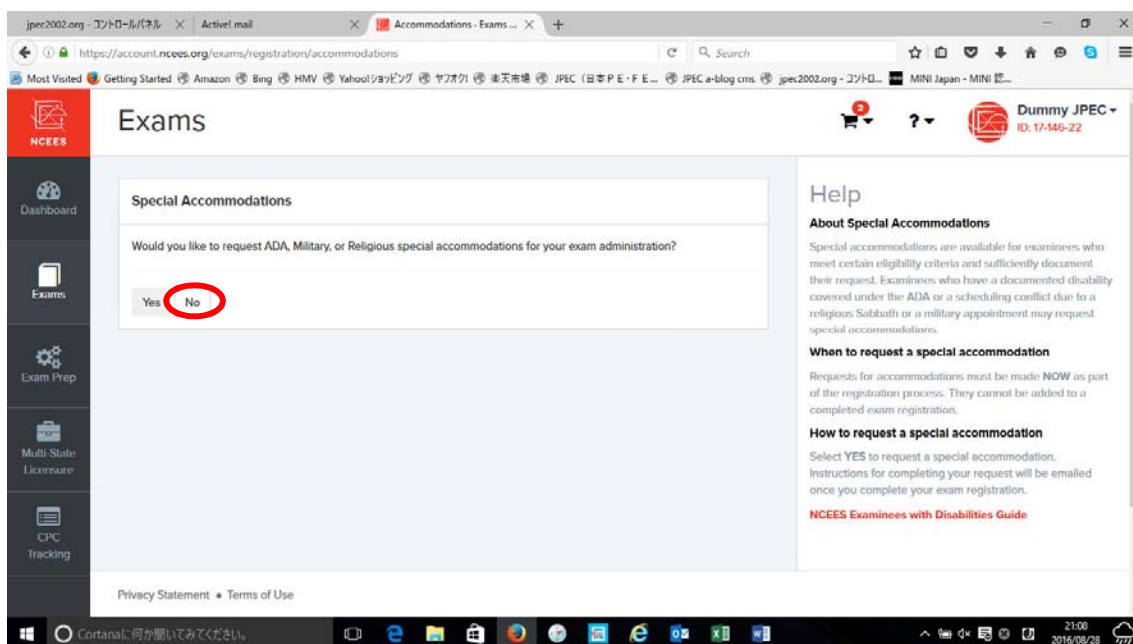 jpec2002.org - コントロールパネル
Active! mail
Accommodations - Exams ...
https://account.ncees.org/exams/registration/accommodations
Search
Most Visited Getting Started Amazon Bing HMV Yahoo!ショッピング ヤフオク! 楽天市場 JPEC (日本PE・FE... JPEC a-blog cms jpec2002.org - コントロ... MINI Japan - MINI 認...
NCEES
Exams
2
?
Dummy JPEC
ID: 17-146-22
Dashboard
Exams
Exam Prep
Multi-State
Licensure
CPC
Tracking
Special Accommodations
Would you like to request ADA, Military, or Religious special accommodations for your exam administration?
Yes No
Help
About Special Accommodations
Special accommodations are available for examinees who
meet certain eligibility criteria and sufficiently document
their request. Examinees who have a documented disability
covered under the ADA or a scheduling conflict due to a
religious Sabbath or a military appointment may request
special accommodations.
When to request a special accommodation
Requests for accommodations must be made NOW as part
of the registration process. They cannot be added to a
completed exam registration.
How to request a special accommodation
Select YES to request a special accommodation.
Instructions for completing your request will be emailed
once you complete your exam registration.
NCEES Examinees with Disabilities Guide
Privacy Statement • Terms of Use
Cortanaに何か聞いてみてください。
21:08
2016/08/28